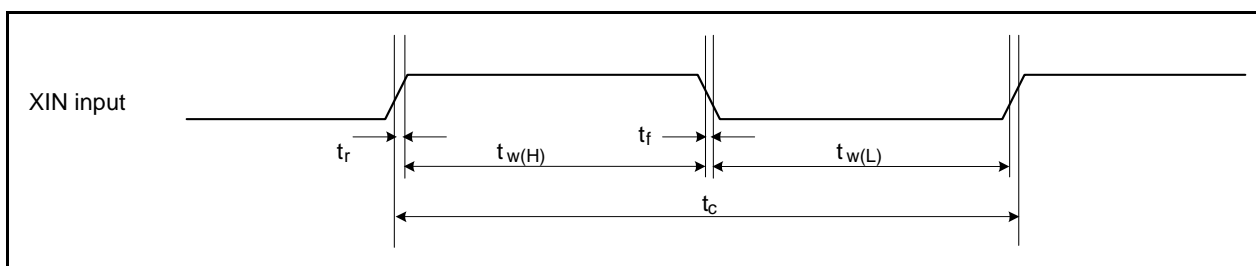 XIN input
tr
tw(H)
tf
tw(L)
tc